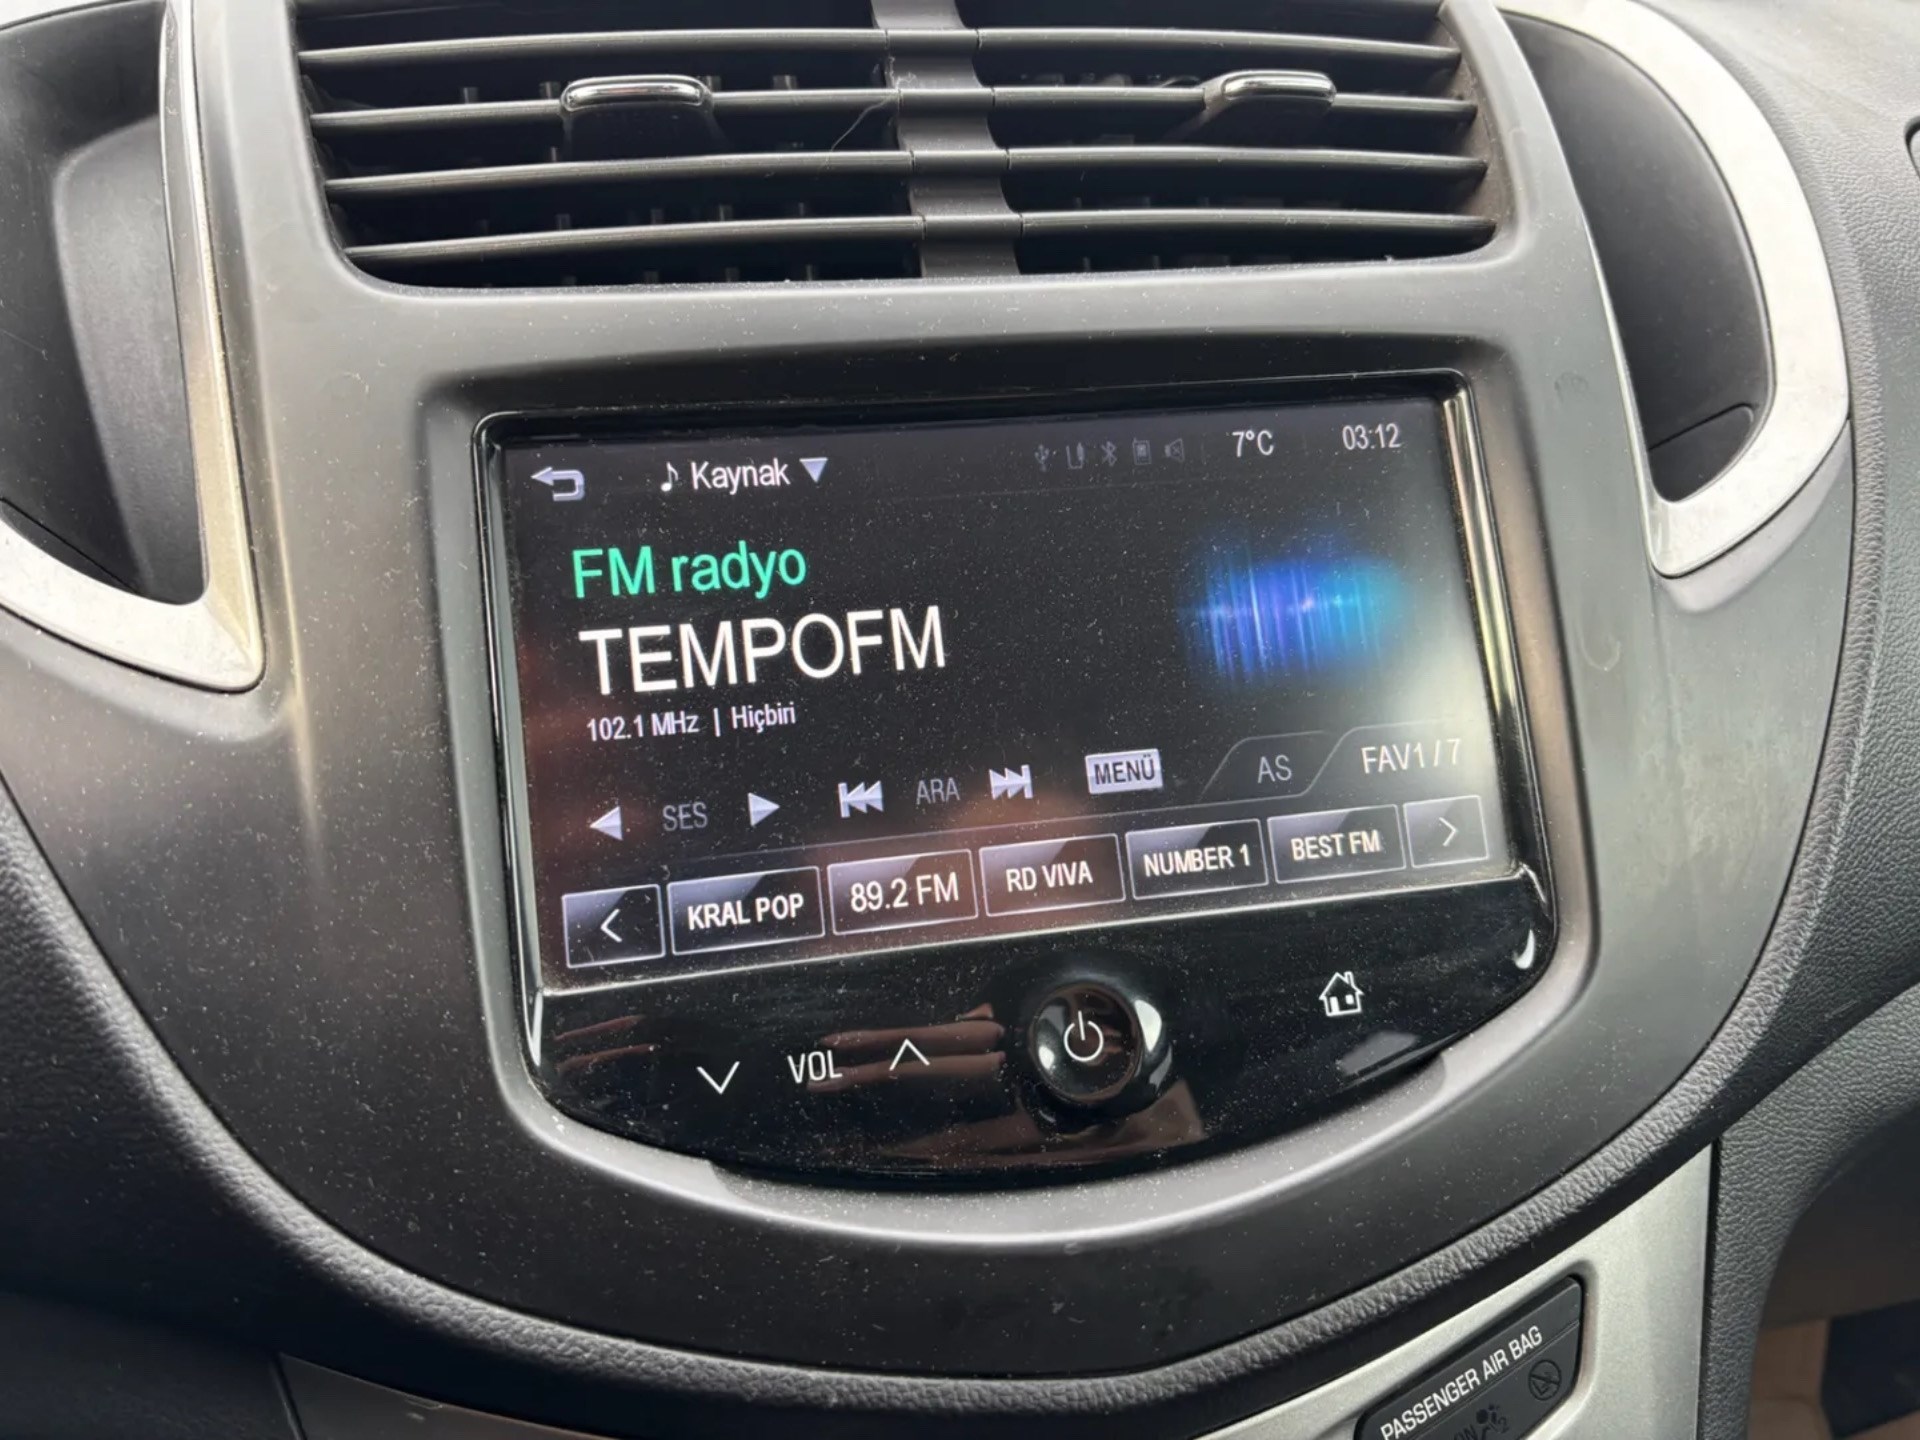 Kaynak 7°C 03:12
FM radyo
TEMPOFM
102.1 MHz | Hiçbiri
SES ARA MENÜ AS FAV1 / 7
< KRAL POP 89.2 FM RD VIVA NUMBER 1 BEST FM >
VOL
PASSENGER AIR BAG